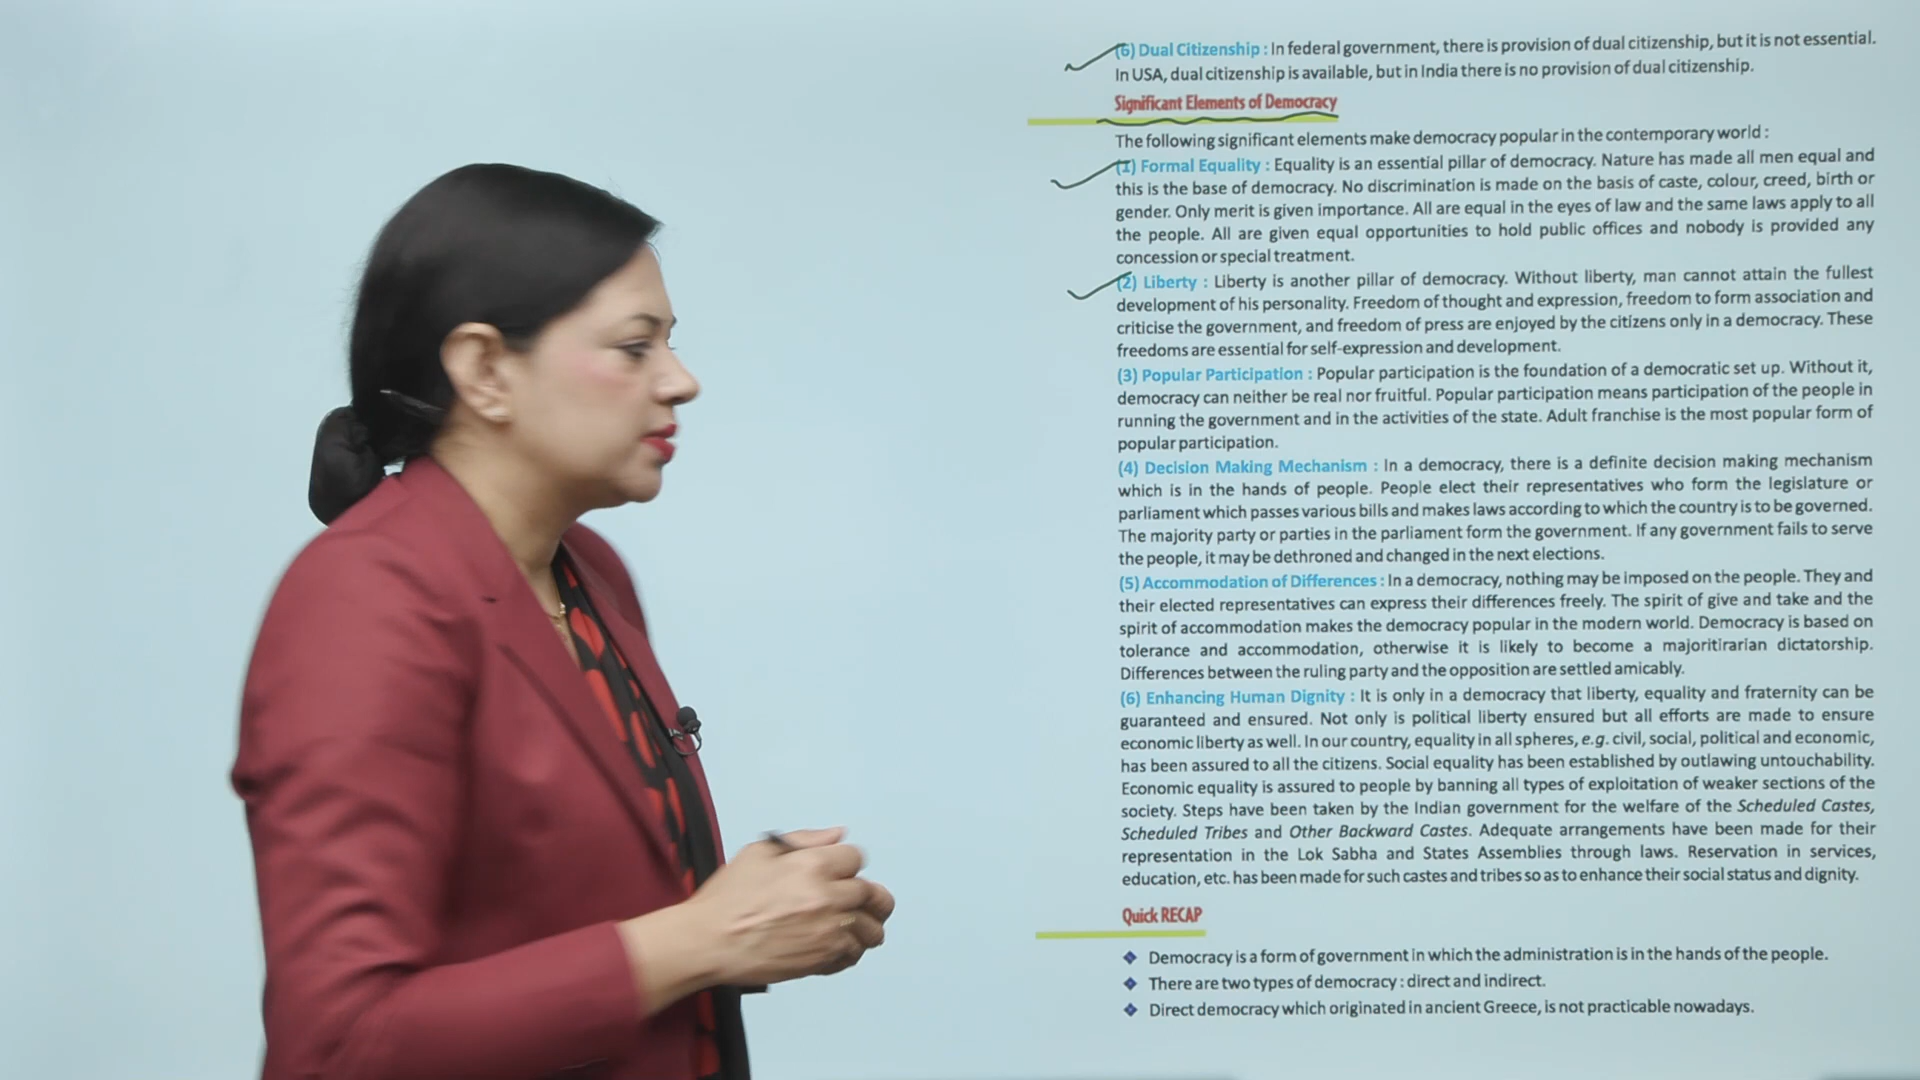 (6) Dual Citizenship : In federal government, there is provision of dual citizenship, but it is not essential.
In USA, dual citizenship is available, but in India there is no provision of dual citizenship.
Significant Elements of Democracy
The following significant elements make democracy popular in the contemporary world :
(1) Formal Equality : Equality is an essential pillar of democracy. Nature has made all men equal and
this is the base of democracy. No discrimination is made on the basis of caste, colour, creed, birth or
gender. Only merit is given importance. All are equal in the eyes of law and the same laws apply to all
the people. All are given equal opportunities to hold public offices and nobody is provided any
concession or special treatment.
(2) Liberty : Liberty is another pillar of democracy. Without liberty, man cannot attain the fullest
development of his personality. Freedom of thought and expression, freedom to form association and
criticise the government, and freedom of press are enjoyed by the citizens only in a democracy. These
freedoms are essential for self-expression and development.
(3) Popular Participation : Popular participation is the foundation of a democratic set up. Without it,
democracy can neither be real nor fruitful. Popular participation means participation of the people in
running the government and in the activities of the state. Adult franchise is the most popular form of
popular participation.
(4) Decision Making Mechanism : In a democracy, there is a definite decision making mechanism
which is in the hands of people. People elect their representatives who form the legislature or
parliament which passes various bills and makes laws according to which the country is to be governed.
The majority party or parties in the parliament form the government. If any government fails to serve
the people, it may be dethroned and changed in the next elections.
(5) Accommodation of Differences : In a democracy, nothing may be imposed on the people. They and
their elected representatives can express their differences freely. The spirit of give and take and the
spirit of accommodation makes the democracy popular in the modern world. Democracy is based on
tolerance and accommodation, otherwise it is likely to become a majoritirarian dictatorship.
Differences between the ruling party and the opposition are settled amicably.
(6) Enhancing Human Dignity : It is only in a democracy that liberty, equality and fraternity can be
guaranteed and ensured. Not only is political liberty ensured but all efforts are made to ensure
economic liberty as well. In our country, equality in all spheres, e.g. civil, social, political and economic,
has been assured to all the citizens. Social equality has been established by outlawing untouchability.
Economic equality is assured to people by banning all types of exploitation of weaker sections of the
society. Steps have been taken by the Indian government for the welfare of the Scheduled Castes,
Scheduled Tribes and Other Backward Castes. Adequate arrangements have been made for their
representation in the Lok Sabha and States Assemblies through laws. Reservation in services,
education, etc. has been made for such castes and tribes so as to enhance their social status and dignity.
Quick RECAP
❖ Democracy is a form of government in which the administration is in the hands of the people.
❖ There are two types of democracy : direct and indirect.
❖ Direct democracy which originated in ancient Greece, is not practicable nowadays.